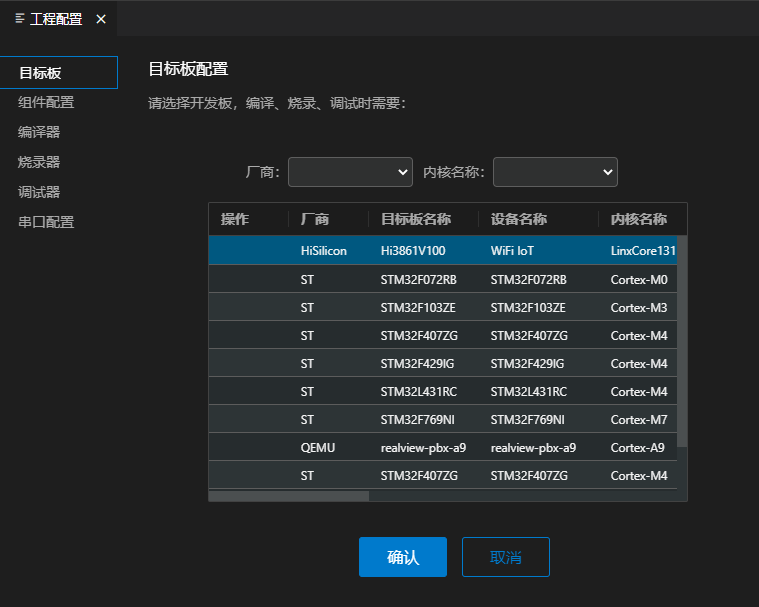 工程配置
目标板
组件配置
编译器
烧录器
调试器
串口配置
目标板配置
请选择开发板，编译、烧录、调试时需要：
厂商： 内核名称：
操作 厂商 目标板名称 设备名称 内核名称
HiSilicon Hi3861V100 WiFi IoT LinxCore131
ST STM32F072RB STM32F072RB Cortex-M0
ST STM32F103ZE STM32F103ZE Cortex-M3
ST STM32F407ZG STM32F407ZG Cortex-M4
ST STM32F429IG STM32F429IG Cortex-M4
ST STM32L431RC STM32L431RC Cortex-M4
ST STM32F769NI STM32F769NI Cortex-M7
QEMU realview-pbx-a9 realview-pbx-a9 Cortex-A9
ST STM32F407ZG STM32F407ZG Cortex-M4
确认 取消